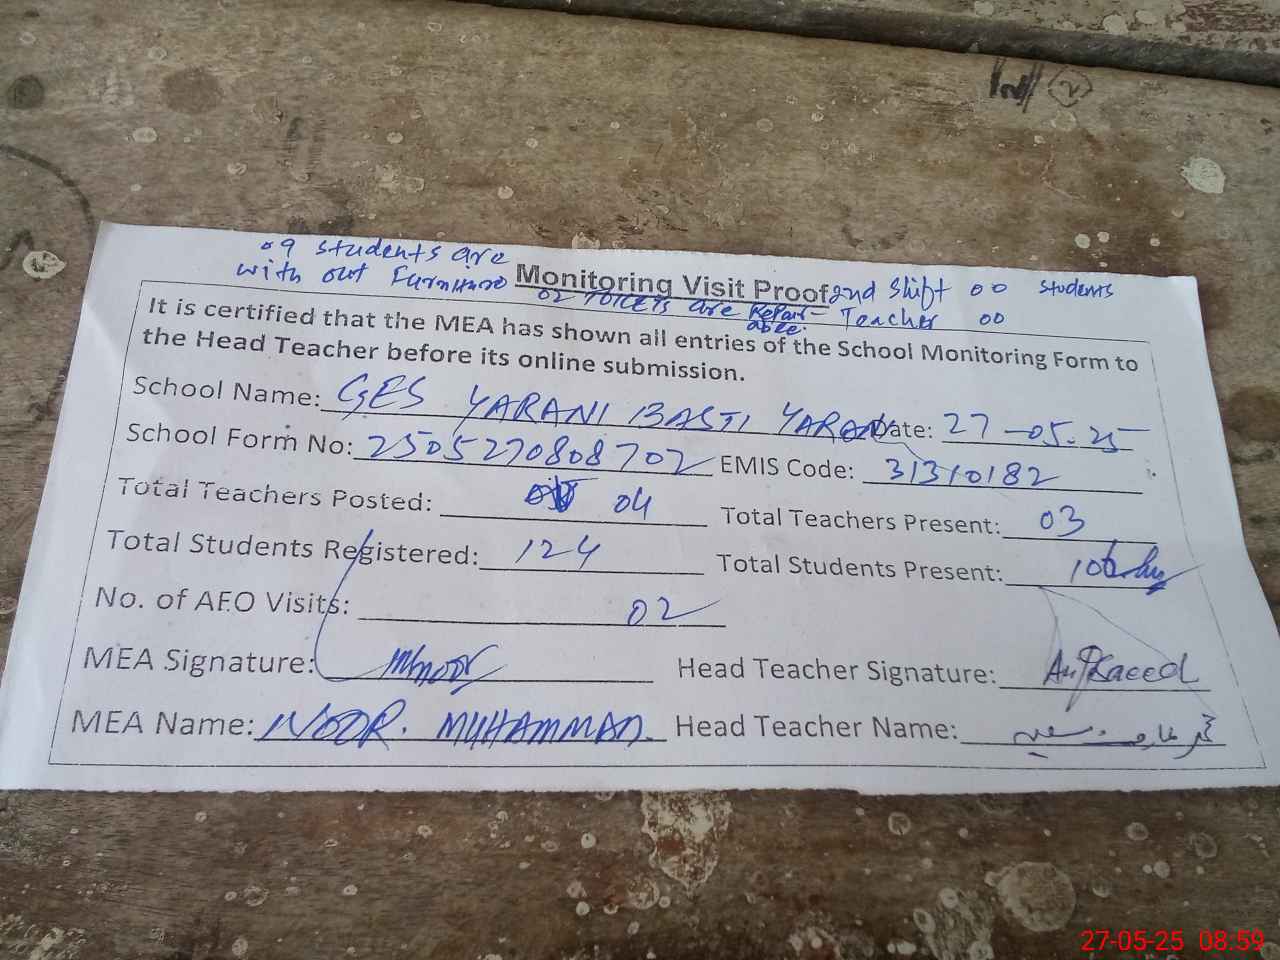 09 students are
with out Furniture
Monitoring Visit Proof
2nd Shift 00 students
Teacher 00
02 Toilets are Repair-
able.
It is certified that the MEA has shown all entries of the School Monitoring Form to
the Head Teacher before its online submission.
School Name: GES YARANI BASTI YARANI Date: 27-05-25
School Form No: 2505270808702 EMIS Code: 31310182
Total Teachers Posted: 04 Total Teachers Present: 03
Total Students Registered: 124 Total Students Present: 106
No. of AEO Visits: 02
MEA Signature: Mnoor Head Teacher Signature: Saeed
MEA Name: NOOR. MUHAMMAD. Head Teacher Name:
27-05-25 08:59